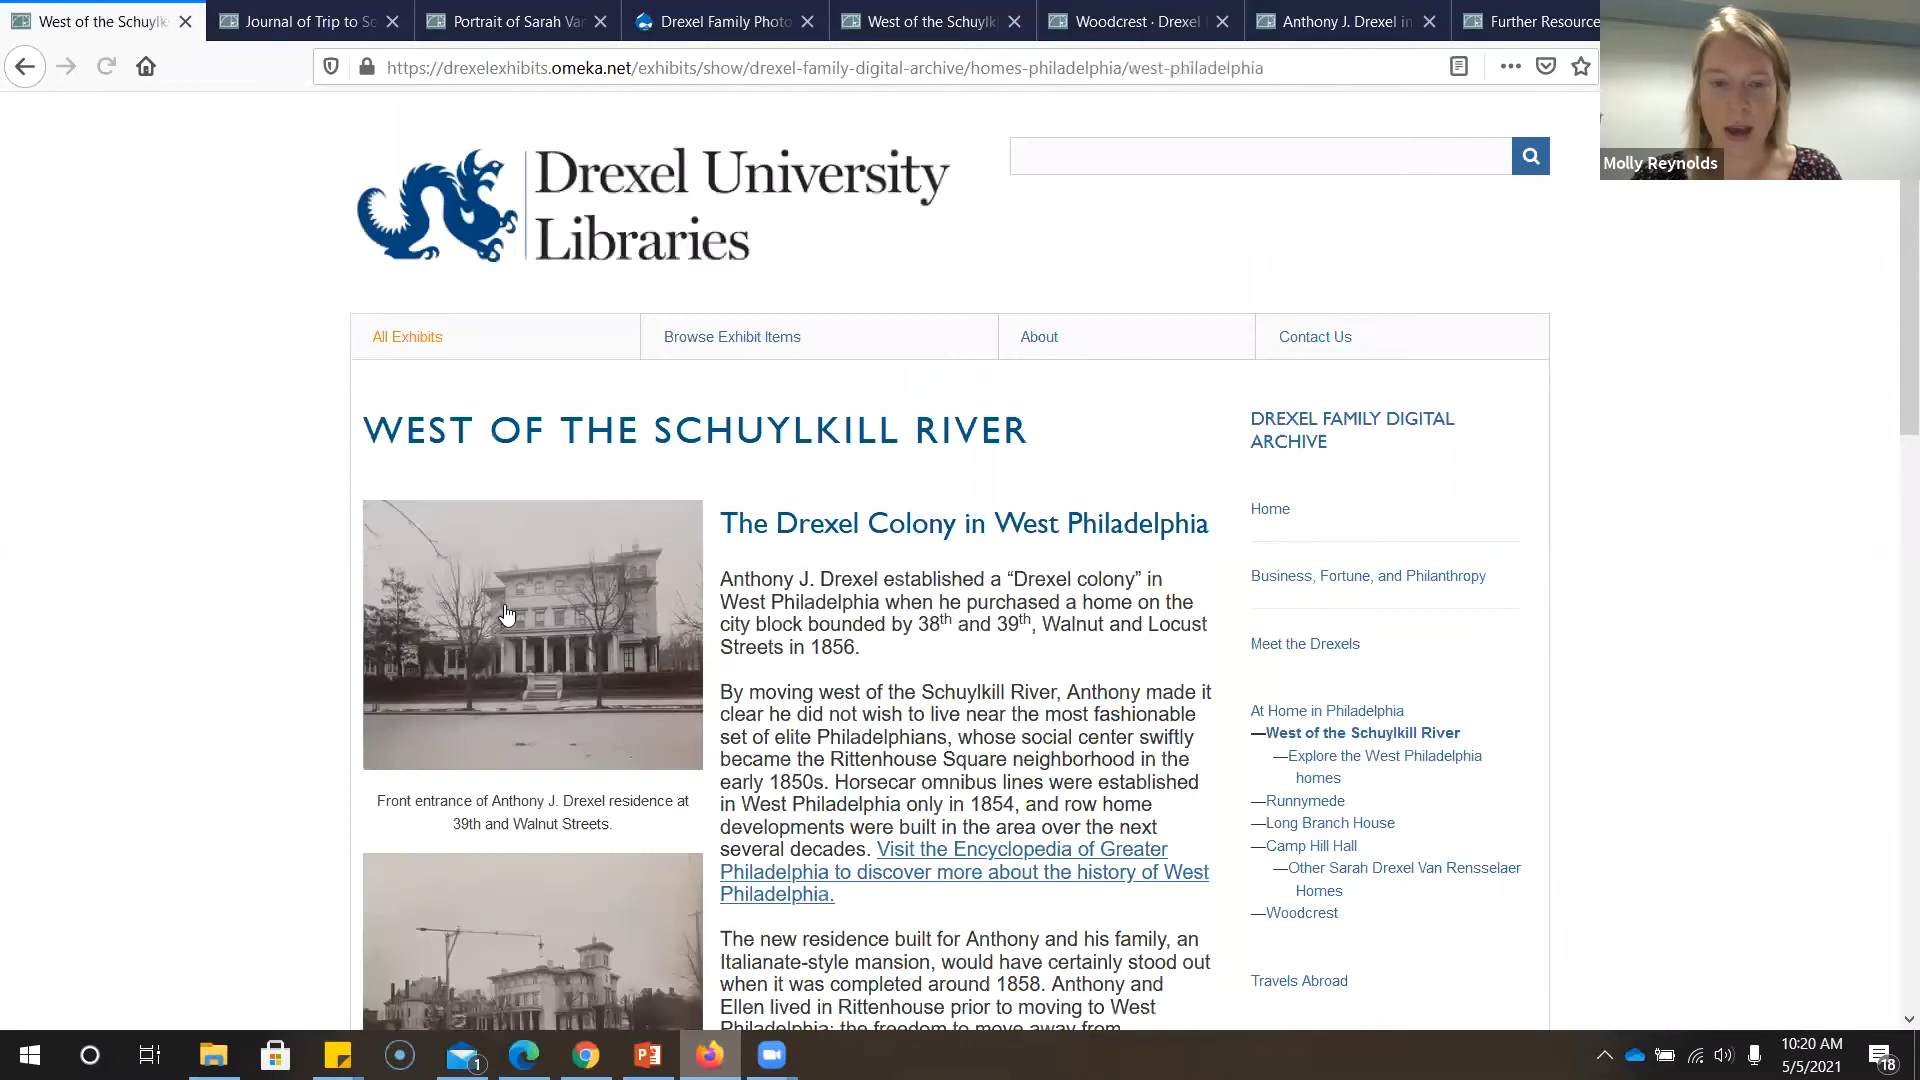 West of the Schuylk
Journal of Trip to Sc
Portrait of Sarah Var
Drexel Family Photo
West of the Schuylk
Woodcrest · Drexel
Anthony J. Drexel in
Further Resource
https://drexelexhibits.omeka.net/exhibits/show/drexel-family-digital-archive/homes-philadelphia/west-philadelphia
Molly Reynolds
Drexel University
Libraries
All Exhibits
Browse Exhibit Items
About
Contact Us
WEST OF THE SCHUYLKILL RIVER
Front entrance of Anthony J. Drexel residence at
39th and Walnut Streets.
The Drexel Colony in West Philadelphia
Anthony J. Drexel established a “Drexel colony” in
West Philadelphia when he purchased a home on the
city block bounded by 38th and 39th, Walnut and Locust
Streets in 1856.
By moving west of the Schuylkill River, Anthony made it
clear he did not wish to live near the most fashionable
set of elite Philadelphians, whose social center swiftly
became the Rittenhouse Square neighborhood in the
early 1850s. Horsecar omnibus lines were established
in West Philadelphia only in 1854, and row home
developments were built in the area over the next
several decades. Visit the Encyclopedia of Greater
Philadelphia to discover more about the history of West
Philadelphia.
The new residence built for Anthony and his family, an
Italianate-style mansion, would have certainly stood out
when it was completed around 1858. Anthony and
Ellen lived in Rittenhouse prior to moving to West
Philadelphia; the freedom to move away from
DREXEL FAMILY DIGITAL
ARCHIVE
Home
Business, Fortune, and Philanthropy
Meet the Drexels
At Home in Philadelphia
—West of the Schuylkill River
—Explore the West Philadelphia
homes
—Runnymede
—Long Branch House
—Camp Hill Hall
—Other Sarah Drexel Van Rensselaer
Homes
—Woodcrest
Travels Abroad
1
10:20 AM
5/5/2021
18